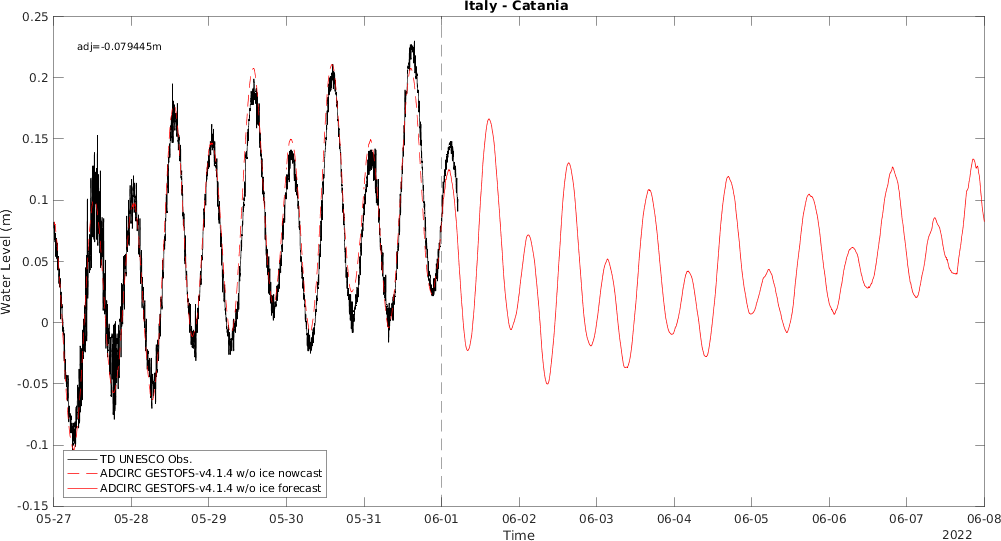 Italy - Catania
0.25
0.2
0.15
0.1
0.05
0
-0.05
-0.1
-0.15
Water Level (m)
adj=-0.079445m
TD UNESCO Obs.
ADCIRC GESTOFS-v4.1.4 w/o ice nowcast
ADCIRC GESTOFS-v4.1.4 w/o ice forecast
05-27 05-28 05-29 05-30 05-31 06-01 06-02 06-03 06-04 06-05 06-06 06-07 06-08
Time
2022